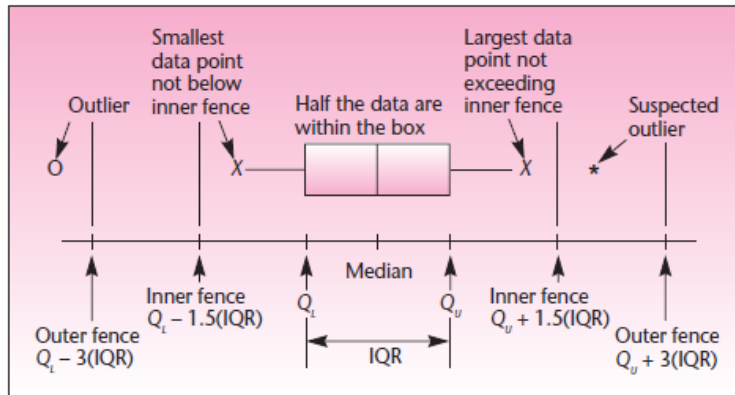 Smallest
data point
not below
inner fence
Largest data
point not
exceeding
inner fence
Outlier
Half the data are
within the box
Suspected
outlier
O
X
X
*
Median
Inner fence
Q_L – 1.5(IQR)
Q_L
Q_U
Inner fence
Q_U + 1.5(IQR)
Outer fence
Q_L – 3(IQR)
IQR
Outer fence
Q_U + 3(IQR)